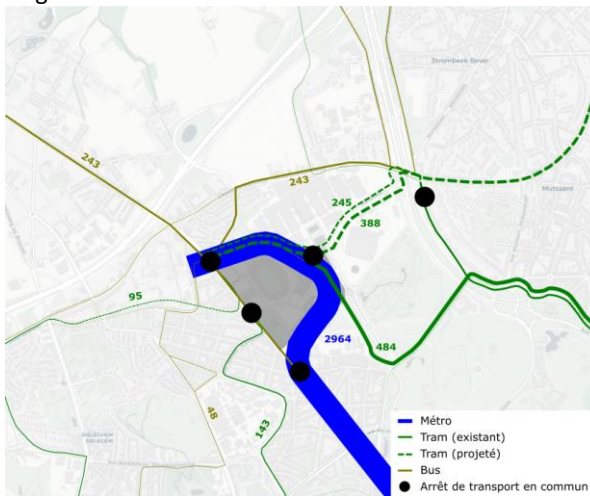 Strombeek-Bever
243
243
245
388
Mutsaard
95
2964
484
48
143
Métro
Tram (existant)
Tram (projeté)
Bus
Arrêt de transport en commun